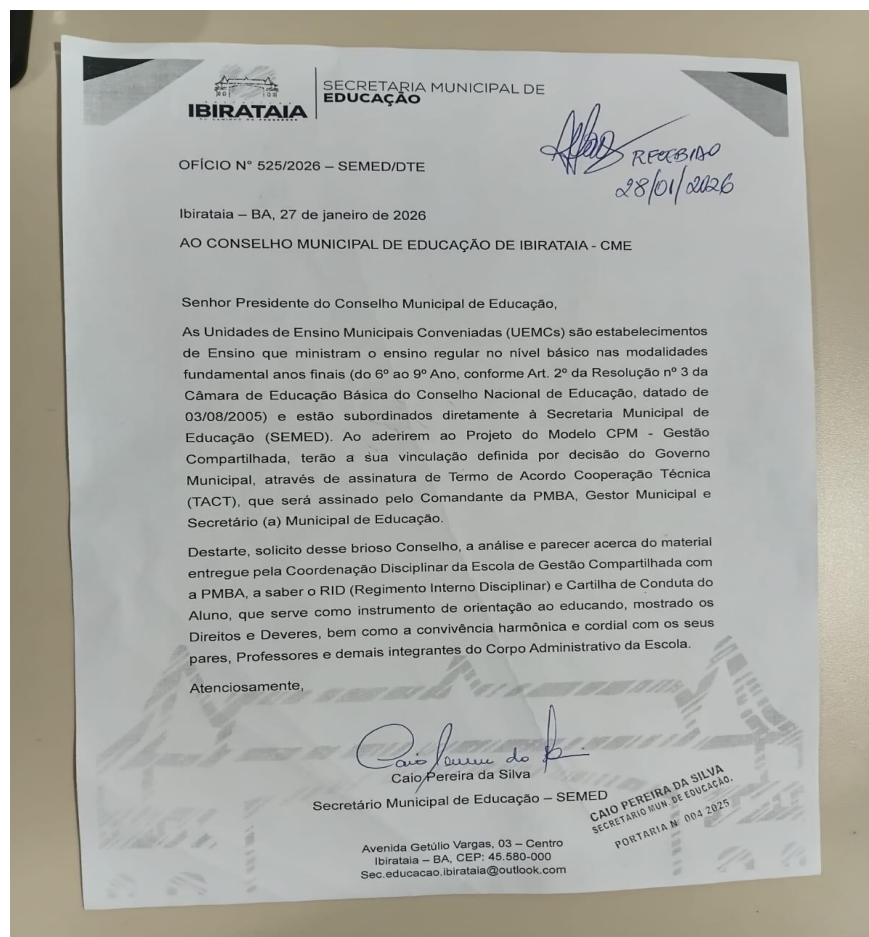 IBIRATAIA
SECRETARIA MUNICIPAL DE
EDUCAÇÃO
RECEBIDO
28/01/2026
OFÍCIO N° 525/2026 – SEMED/DTE
Ibirataia – BA, 27 de janeiro de 2026
AO CONSELHO MUNICIPAL DE EDUCAÇÃO DE IBIRATAIA - CME
Senhor Presidente do Conselho Municipal de Educação,
As Unidades de Ensino Municipais Conveniadas (UEMCs) são estabelecimentos
de Ensino que ministram o ensino regular no nível básico nas modalidades
fundamental anos finais (do 6º ao 9º Ano, conforme Art. 2º da Resolução nº 3 da
Câmara de Educação Básica do Conselho Nacional de Educação, datado de
03/08/2005) e estão subordinados diretamente à Secretaria Municipal de
Educação (SEMED). Ao aderirem ao Projeto do Modelo CPM - Gestão
Compartilhada, terão a sua vinculação definida por decisão do Governo
Municipal, através de assinatura de Termo de Acordo Cooperação Técnica
(TACT), que será assinado pelo Comandante da PMBA, Gestor Municipal e
Secretário (a) Municipal de Educação.
Destarte, solicito desse brioso Conselho, a análise e parecer acerca do material
entregue pela Coordenação Disciplinar da Escola de Gestão Compartilhada com
a PMBA, a saber o RID (Regimento Interno Disciplinar) e Cartilha de Conduta do
Aluno, que serve como instrumento de orientação ao educando, mostrado os
Direitos e Deveres, bem como a convivência harmônica e cordial com os seus
pares, Professores e demais integrantes do Corpo Administrativo da Escola.
Atenciosamente,
Caio Pereira da Silva
Secretário Municipal de Educação – SEMED
CAIO PEREIRA DA SILVA
SECRETARIO MUN. DE EDUCAÇÃO.
PORTARIA N 004 2025
Avenida Getúlio Vargas, 03 – Centro
Ibirataia – BA, CEP: 45.580-000
Sec.educacao.ibirataia@outlook.com